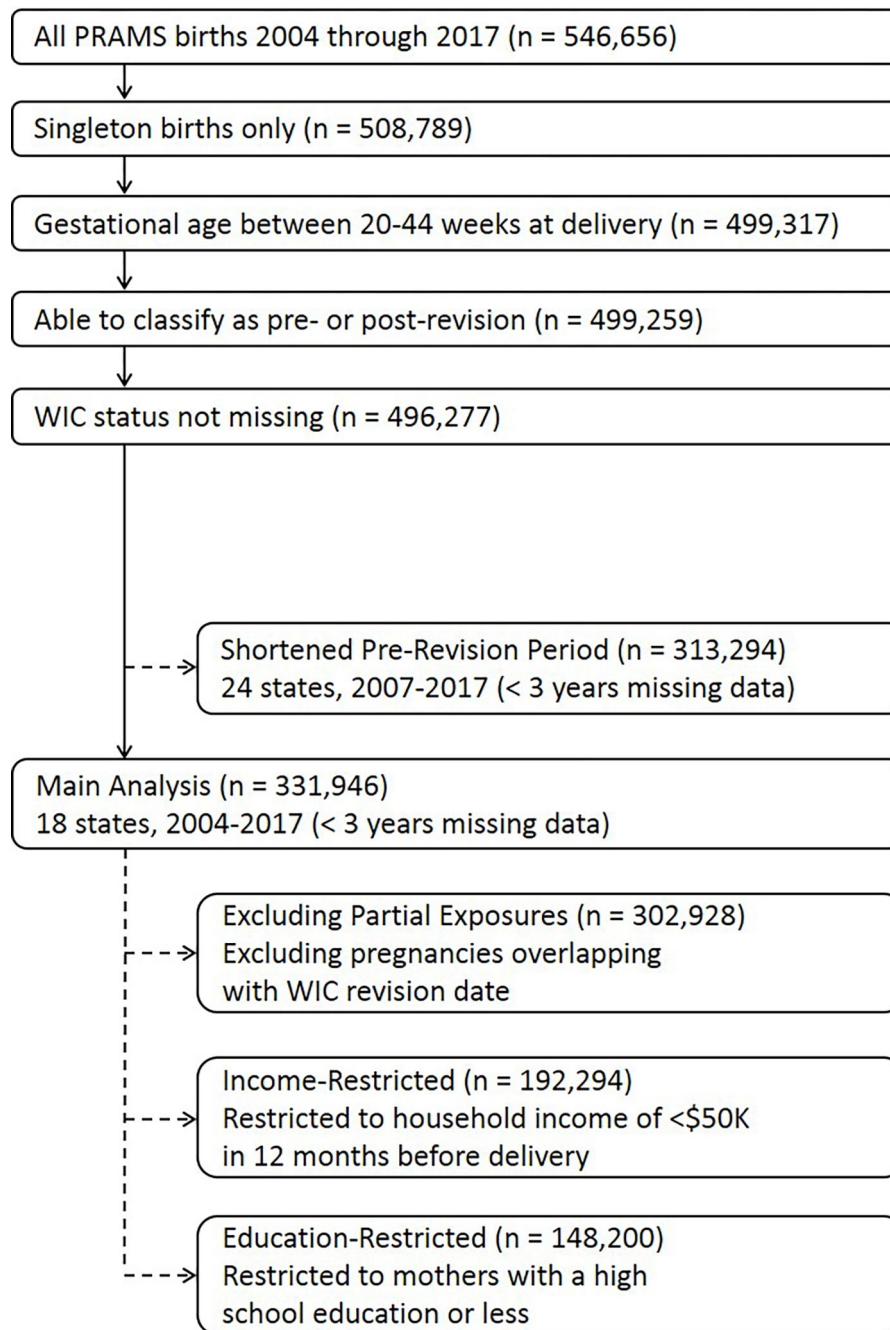 All PRAMS births 2004 through 2017 (n = 546,656)
Singleton births only (n = 508,789)
Gestational age between 20-44 weeks at delivery (n = 499,317)
Able to classify as pre- or post-revision (n = 499,259)
WIC status not missing (n = 496,277)
Shortened Pre-Revision Period (n = 313,294)
24 states, 2007-2017 (< 3 years missing data)
Main Analysis (n = 331,946)
18 states, 2004-2017 (< 3 years missing data)
Excluding Partial Exposures (n = 302,928)
Excluding pregnancies overlapping
with WIC revision date
Income-Restricted (n = 192,294)
Restricted to household income of <$50K
in 12 months before delivery
Education-Restricted (n = 148,200)
Restricted to mothers with a high
school education or less